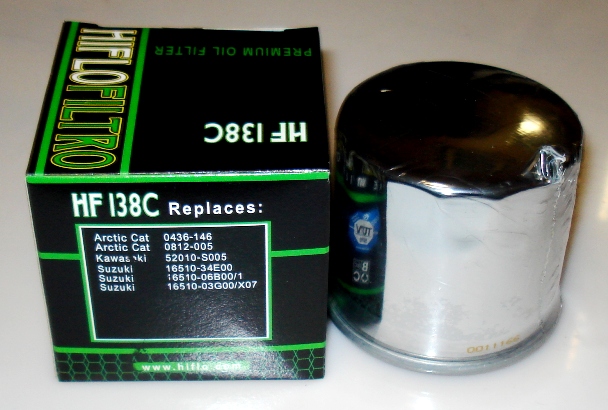 HIFLOFILTRO
PREMIUM OIL FILTER
HF 138C
HF 138C Replaces:
Arctic Cat 0436-146
Arctic Cat 0812-005
Kawasaki 52010-S005
Suzuki 16510-34E00
Suzuki 16510-06B00/1
Suzuki 16510-03G00/X07
www.hiflo.com
TÜV